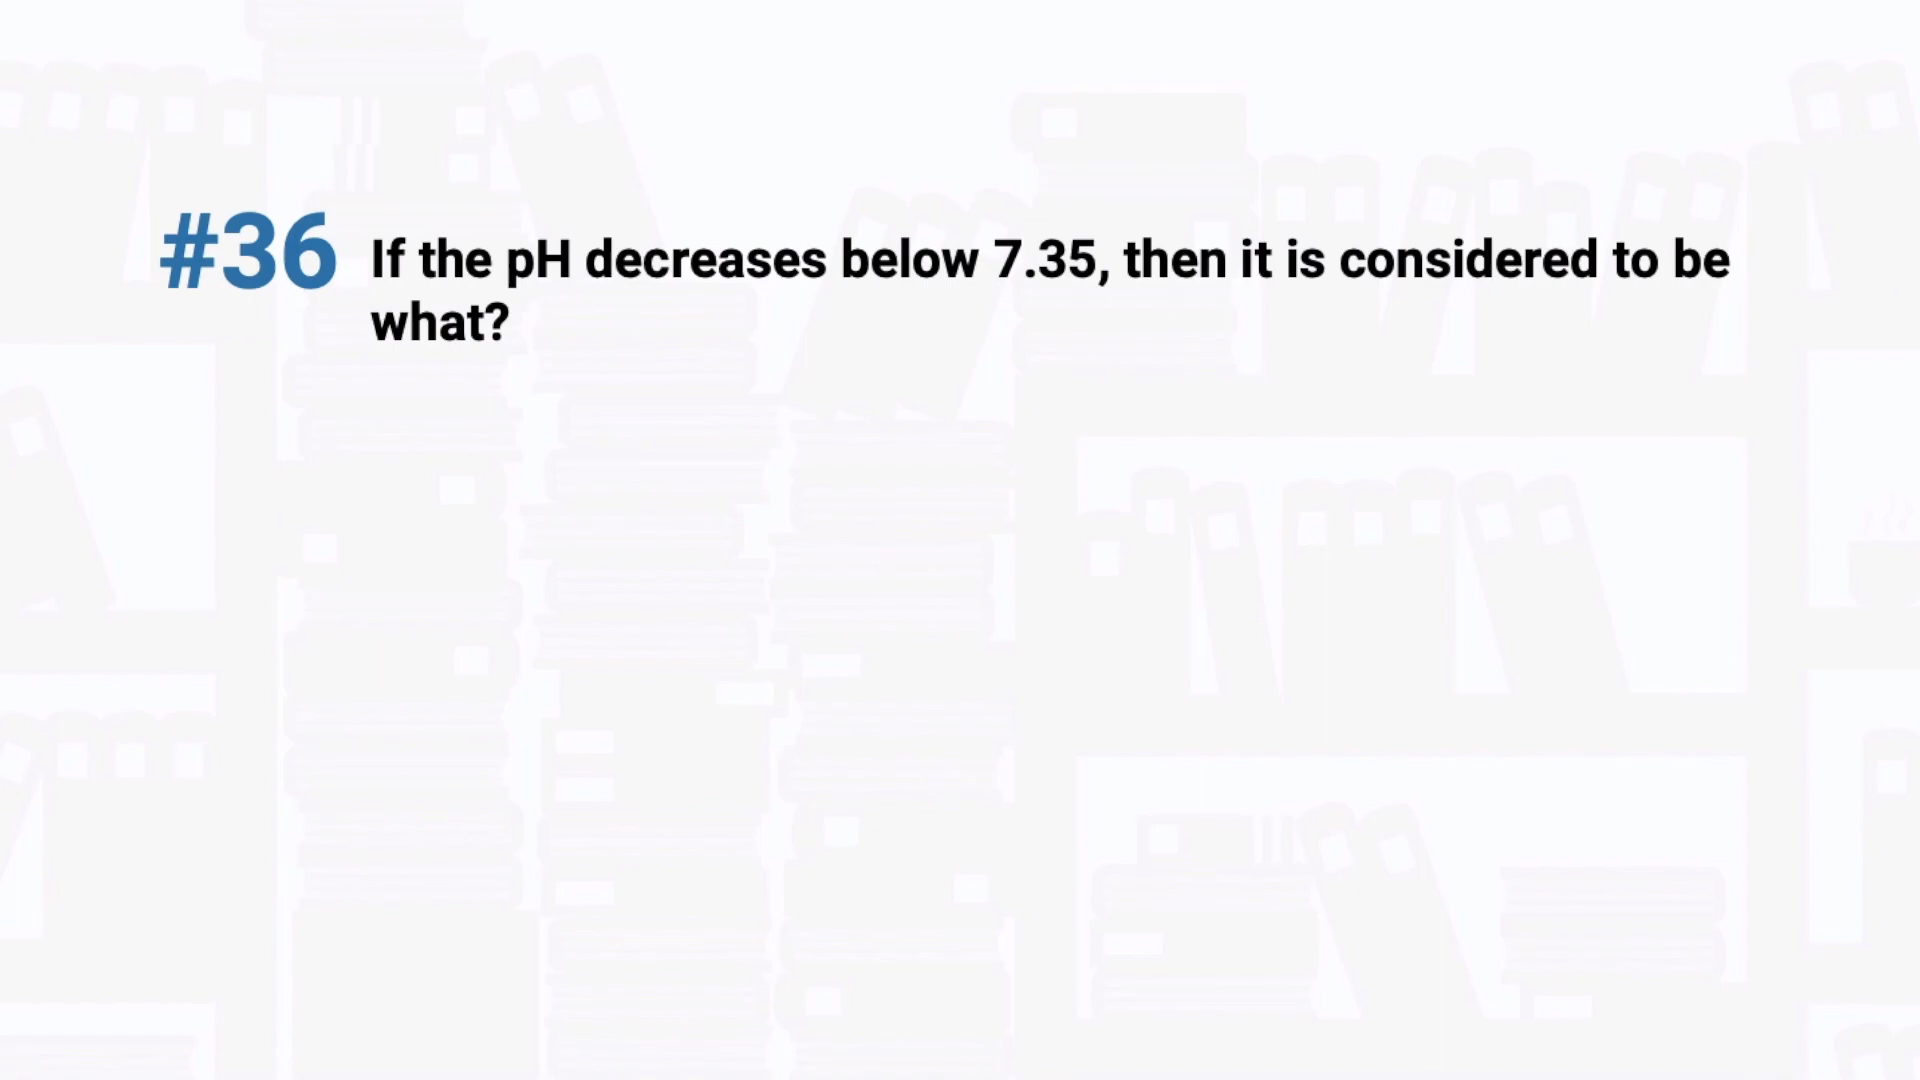 #36 If the pH decreases below 7.35, then it is considered to be
what?